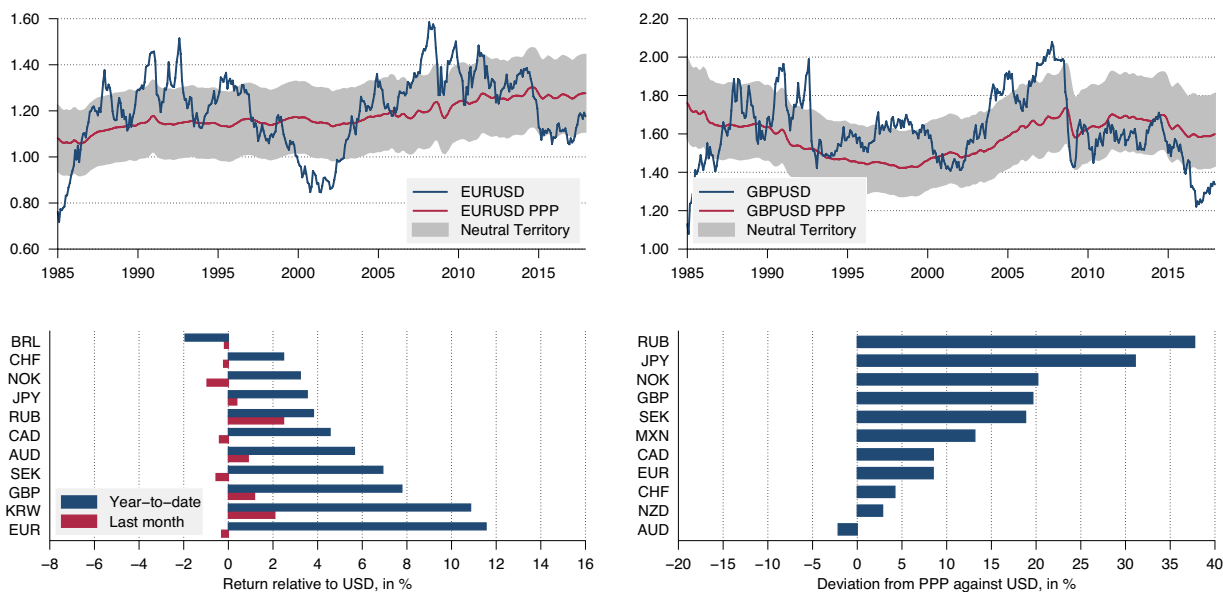 1.60
1.40
1.20
1.00
0.80
0.60
EURUSD
EURUSD PPP
Neutral Territory
1985 1990 1995 2000 2005 2010 2015
2.20
2.00
1.80
1.60
1.40
1.20
1.00
GBPUSD
GBPUSD PPP
Neutral Territory
1985 1990 1995 2000 2005 2010 2015
BRL
CHF
NOK
JPY
RUB
CAD
AUD
SEK
GBP
KRW
EUR
Year−to−date
Last month
−8 −6 −4 −2 0 2 4 6 8 10 12 14 16
Return relative to USD, in %
RUB
JPY
NOK
GBP
SEK
MXN
CAD
EUR
CHF
NZD
AUD
−20 −15 −10 −5 0 5 10 15 20 25 30 35 40
Deviation from PPP against USD, in %